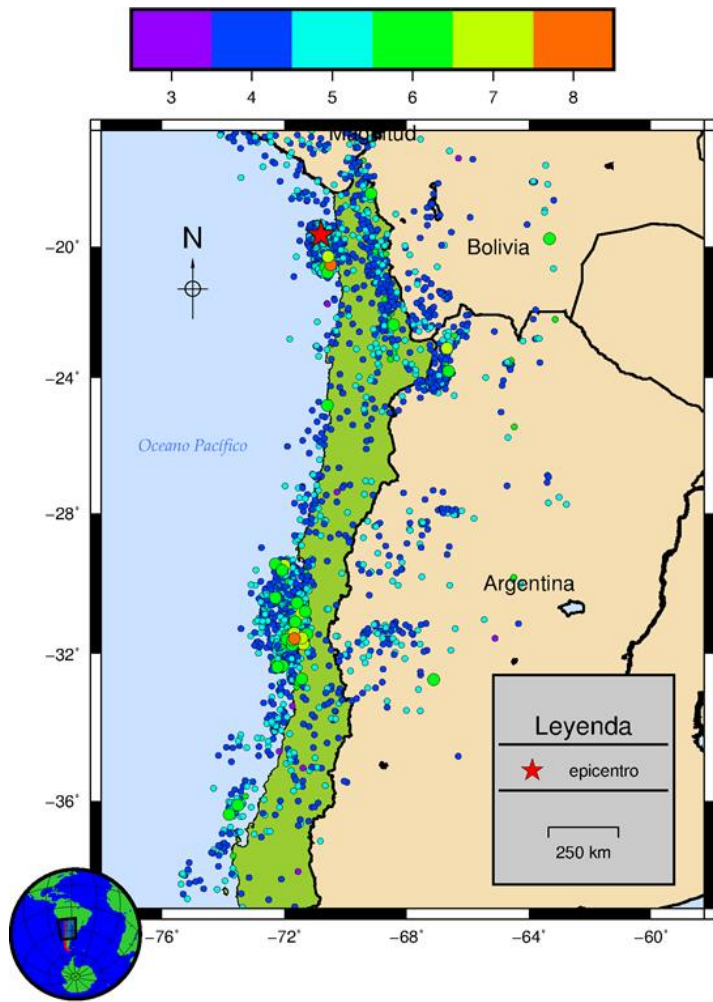 3 4 5 6 7 8
Magnitud
−20
N
Bolivia
−24
Oceano Pacífico
−28
Argentina
−32
Leyenda
epicentro
−36
250 km
−76 −72 −68 −64 −60